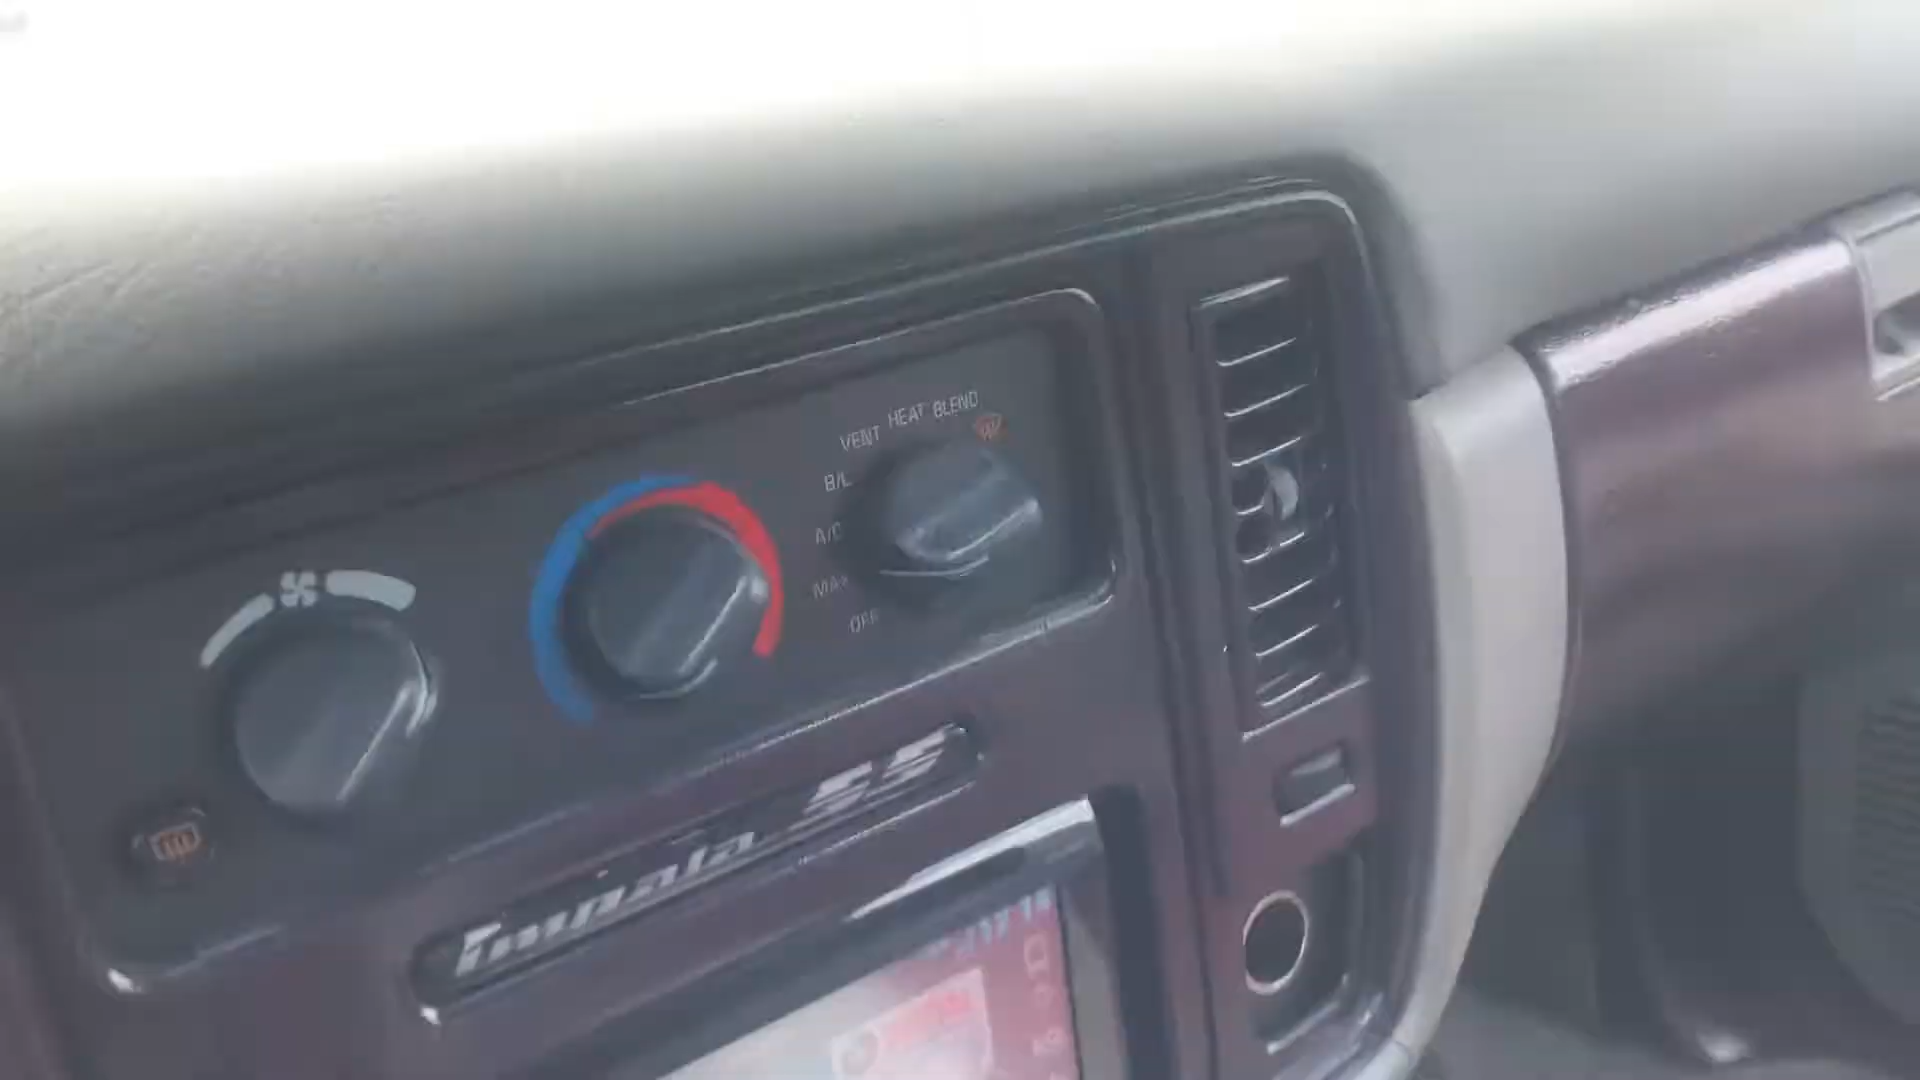 HEAT BLEND
VENT
B/L
A/C
MAX
OFF
Impala SS